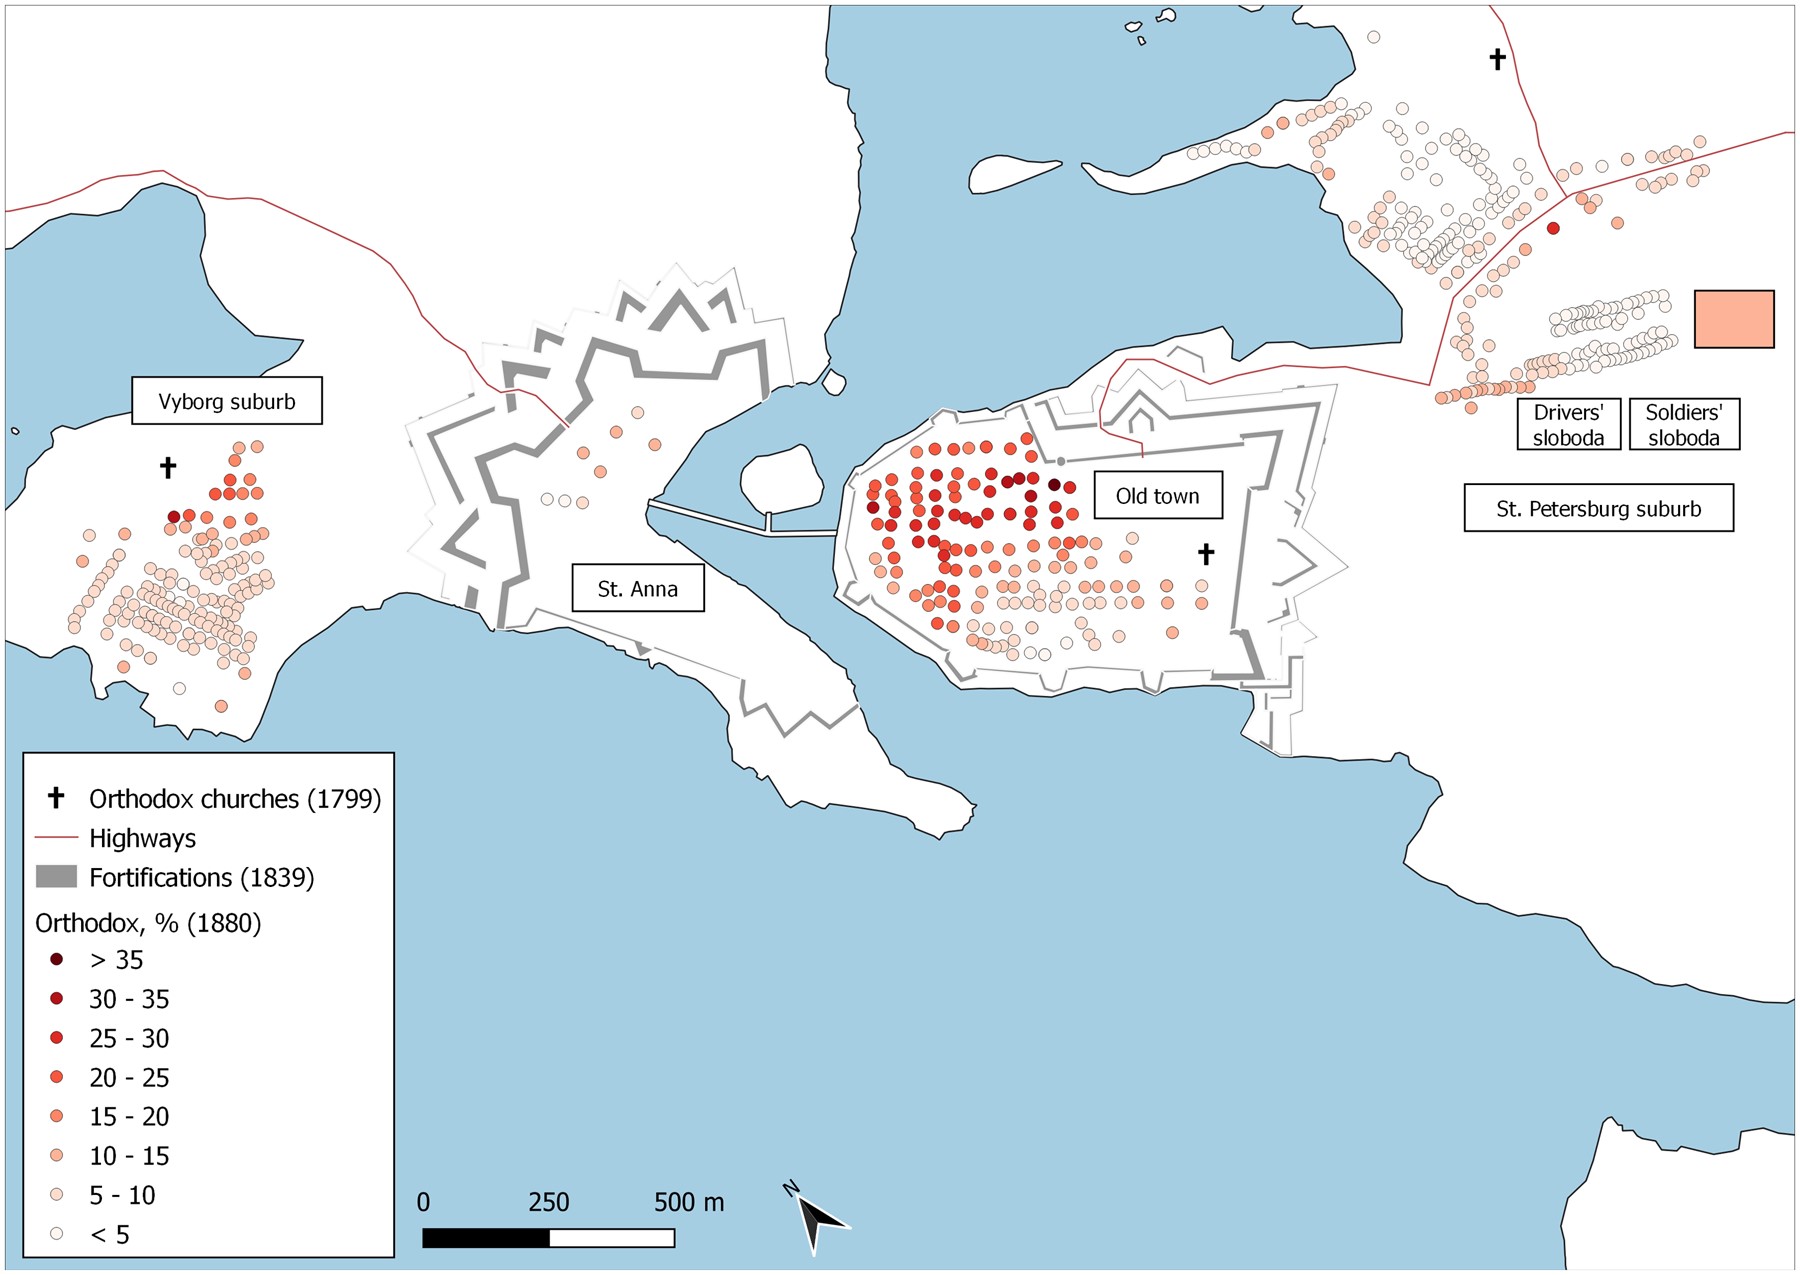 Vyborg suburb
St. Anna
Old town
Drivers'
sloboda
Soldiers'
sloboda
St. Petersburg suburb
Orthodox churches (1799)
Highways
Fortifications (1839)
Orthodox, % (1880)
> 35
30 - 35
25 - 30
20 - 25
15 - 20
10 - 15
5 - 10
< 5
0 250 500 m
N